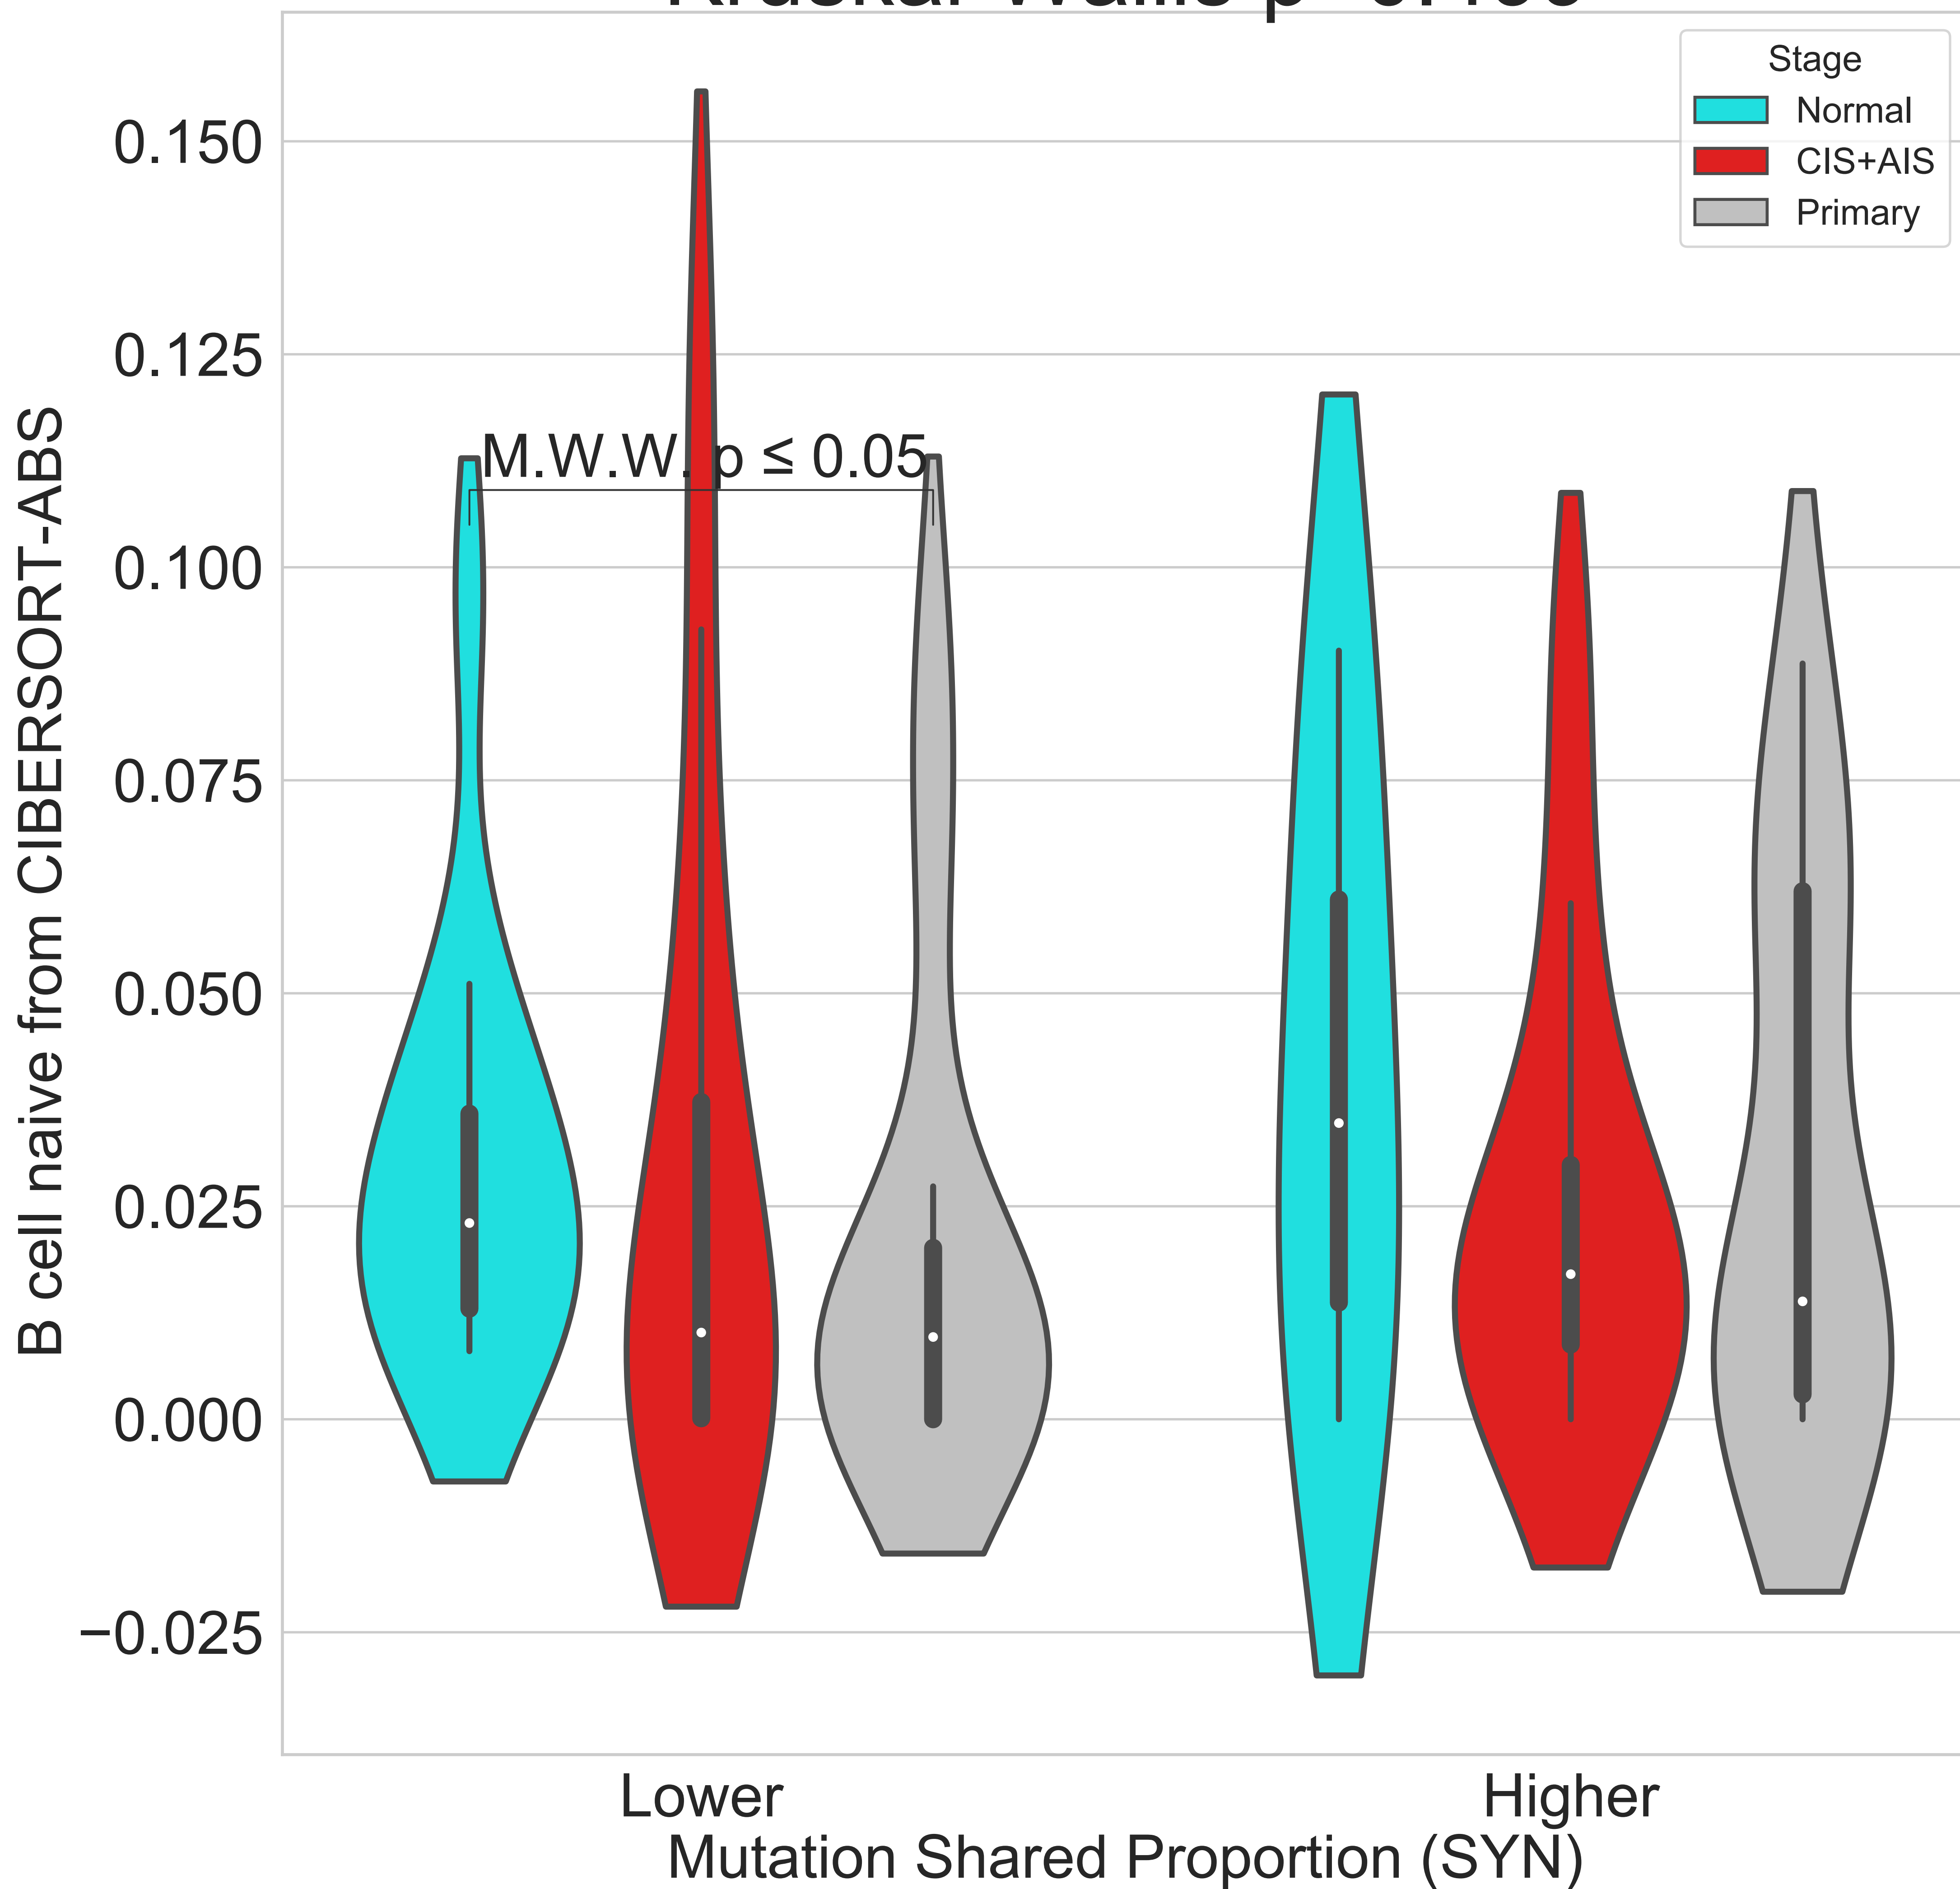 Stage
Normal
CIS+AIS
Primary
0.150
0.125
0.100
0.075
0.050
0.025
0.000
−0.025
B cell naive from CIBERSORT-ABS
M.W.W. p ≤ 0.05
Lower
Higher
Mutation Shared Proportion (SYN)